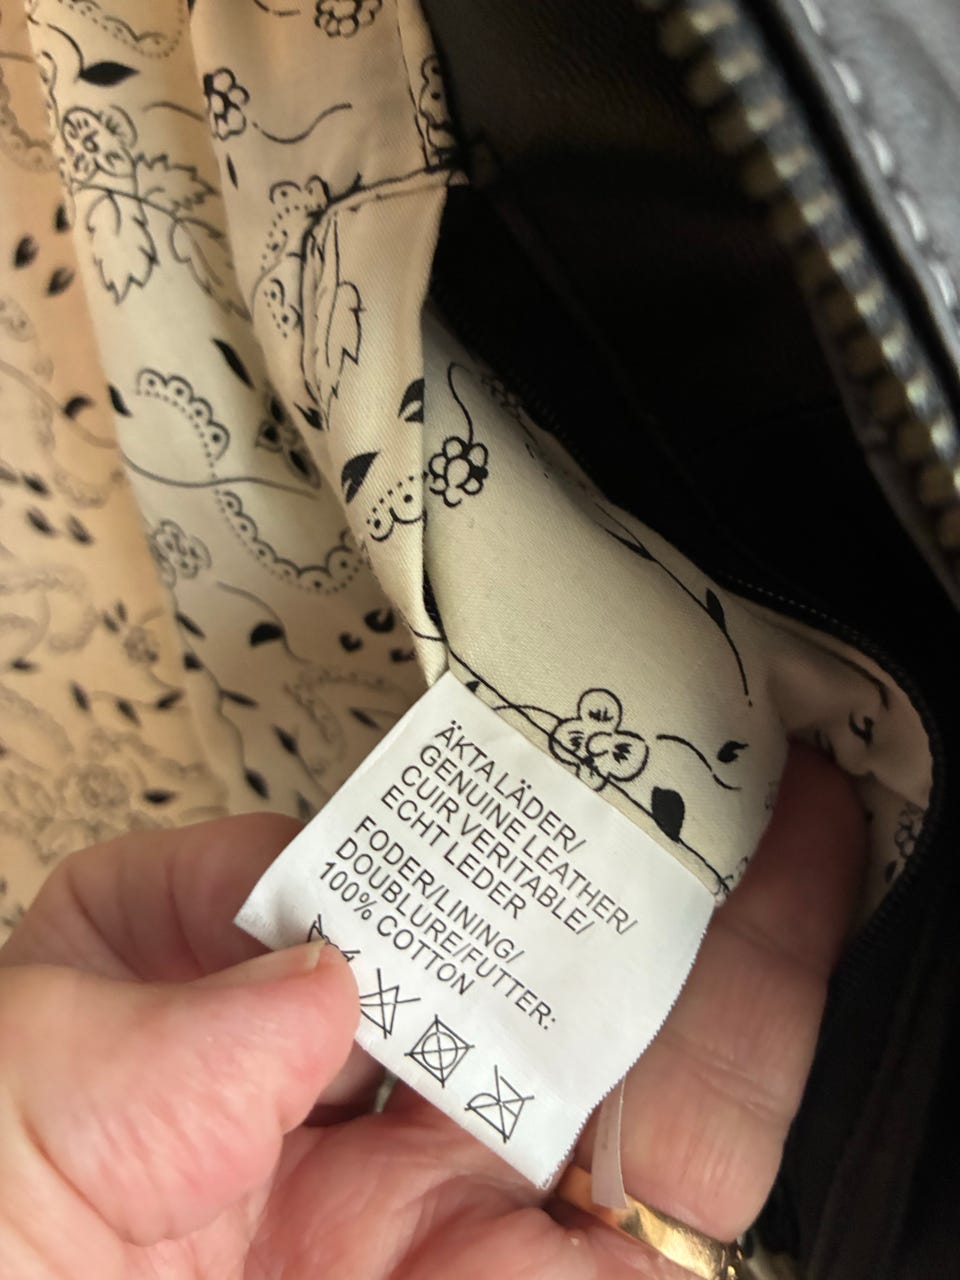 ÄKTA LÄDER/
GENUINE LEATHER/
CUIR VERITABLE/
ECHT LEDER
FODER/LINING/
DOUBLURE/FUTTER:
100% COTTON